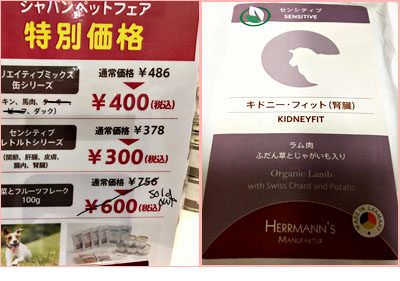 ジャパンペットフェア
特別価格
リエイティブミックス
缶シリーズ
通常価格 ¥486
キン、馬肉、
、ダック)
¥400(税込)
センシティブ
レトルトシリーズ
通常価格 ¥378
(関節、肝臓、皮膚、
腸内、腎臓)
¥300(税込)
菜とフルーツフレーク
100g
通常価格 ¥756
¥600(税込)
sold out
センシティブ
SENSITIVE
キドニー・フィット(腎臓)
KIDNEYFIT
ラム肉
ふだん草とじゃがいも入り
Organic Lamb
with Swiss Chard and Potato
HERRMANN'S
MANUFAKTUR
MADE IN GERMANY